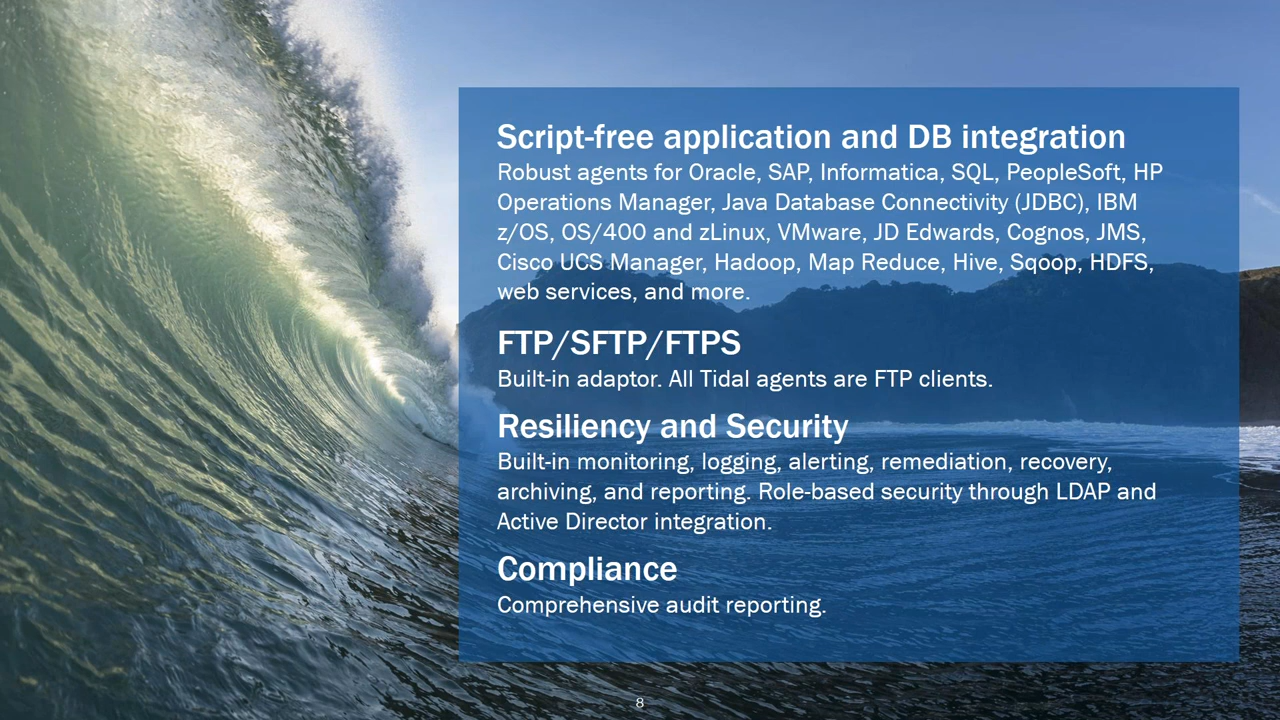 Script-free application and DB integration
Robust agents for Oracle, SAP, Informatica, SQL, PeopleSoft, HP
Operations Manager, Java Database Connectivity (JDBC), IBM
z/OS, OS/400 and zLinux, VMware, JD Edwards, Cognos, JMS,
Cisco UCS Manager, Hadoop, Map Reduce, Hive, Sqoop, HDFS,
web services, and more.
FTP/SFTP/FTPS
Built-in adaptor. All Tidal agents are FTP clients.
Resiliency and Security
Built-in monitoring, logging, alerting, remediation, recovery,
archiving, and reporting. Role-based security through LDAP and
Active Director integration.
Compliance
Comprehensive audit reporting.
8